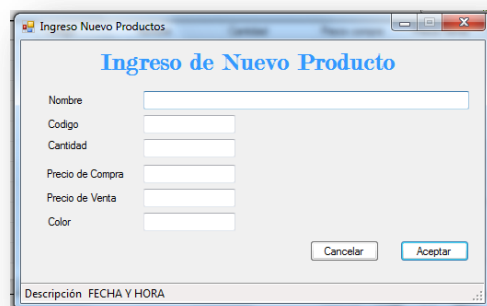 Ingreso Nuevo Productos
Ingreso de Nuevo Producto
Nombre
Codigo
Cantidad
Precio de Compra
Precio de Venta
Color
Cancelar Aceptar
Descripción FECHA Y HORA